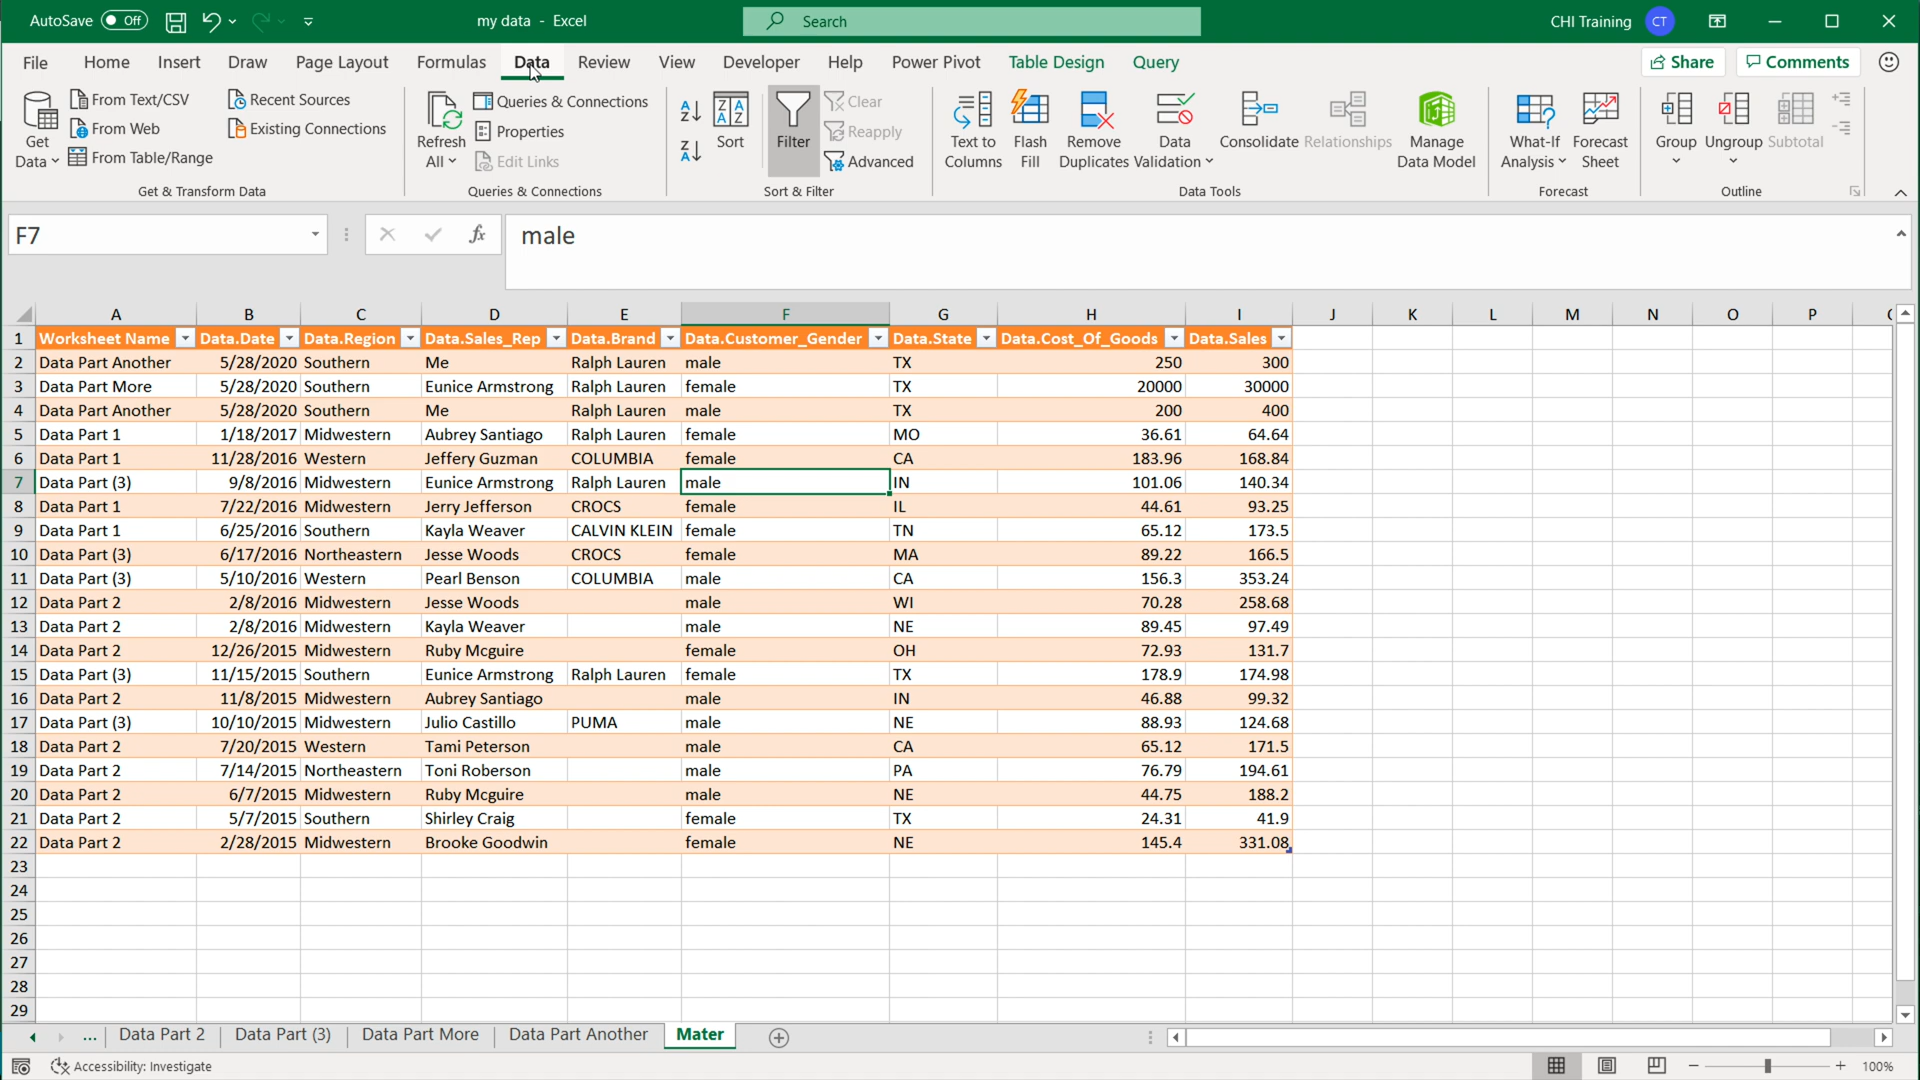 AutoSave Off my data - Excel Search CHI Training CT
File Home Insert Draw Page Layout Formulas Data Review View Developer Help Power Pivot Table Design Query Share Comments
Get Data
From Text/CSV
From Web
From Table/Range
Recent Sources
Existing Connections
Get & Transform Data
Refresh All
Queries & Connections
Properties
Edit Links
Queries & Connections
Sort
Filter
Clear
Reapply
Advanced
Sort & Filter
Text to Columns
Flash Fill
Remove Duplicates
Data Validation
Consolidate
Relationships
Manage Data Model
Data Tools
What-If Analysis
Forecast Sheet
Forecast
Group
Ungroup
Subtotal
Outline
F7 fx male
A B C D E F G H I J K L M N O P
1 Worksheet Name Data.Date Data.Region Data.Sales_Rep Data.Brand Data.Customer_Gender Data.State Data.Cost_Of_Goods Data.Sales
2 Data Part Another 5/28/2020 Southern Me Ralph Lauren male TX 250 300
3 Data Part More 5/28/2020 Southern Eunice Armstrong Ralph Lauren female TX 20000 30000
4 Data Part Another 5/28/2020 Southern Me Ralph Lauren male TX 200 400
5 Data Part 1 1/18/2017 Midwestern Aubrey Santiago Ralph Lauren female MO 36.61 64.64
6 Data Part 1 11/28/2016 Western Jeffery Guzman COLUMBIA female CA 183.96 168.84
7 Data Part (3) 9/8/2016 Midwestern Eunice Armstrong Ralph Lauren male IN 101.06 140.34
8 Data Part 1 7/22/2016 Midwestern Jerry Jefferson CROCS female IL 44.61 93.25
9 Data Part 1 6/25/2016 Southern Kayla Weaver CALVIN KLEIN female TN 65.12 173.5
10 Data Part (3) 6/17/2016 Northeastern Jesse Woods CROCS female MA 89.22 166.5
11 Data Part (3) 5/10/2016 Western Pearl Benson COLUMBIA male CA 156.3 353.24
12 Data Part 2 2/8/2016 Midwestern Jesse Woods male WI 70.28 258.68
13 Data Part 2 2/8/2016 Midwestern Kayla Weaver male NE 89.45 97.49
14 Data Part 2 12/26/2015 Midwestern Ruby Mcguire female OH 72.93 131.7
15 Data Part (3) 11/15/2015 Southern Eunice Armstrong Ralph Lauren female TX 178.9 174.98
16 Data Part 2 11/8/2015 Midwestern Aubrey Santiago male IN 46.88 99.32
17 Data Part (3) 10/10/2015 Midwestern Julio Castillo PUMA male NE 88.93 124.68
18 Data Part 2 7/20/2015 Western Tami Peterson male CA 65.12 171.5
19 Data Part 2 7/14/2015 Northeastern Toni Roberson male PA 76.79 194.61
20 Data Part 2 6/7/2015 Midwestern Ruby Mcguire male NE 44.75 188.2
21 Data Part 2 5/7/2015 Southern Shirley Craig female TX 24.31 41.9
22 Data Part 2 2/28/2015 Midwestern Brooke Goodwin female NE 145.4 331.08
23
24
25
26
27
28
29
... Data Part 2 Data Part (3) Data Part More Data Part Another Mater
Accessibility: Investigate 100%